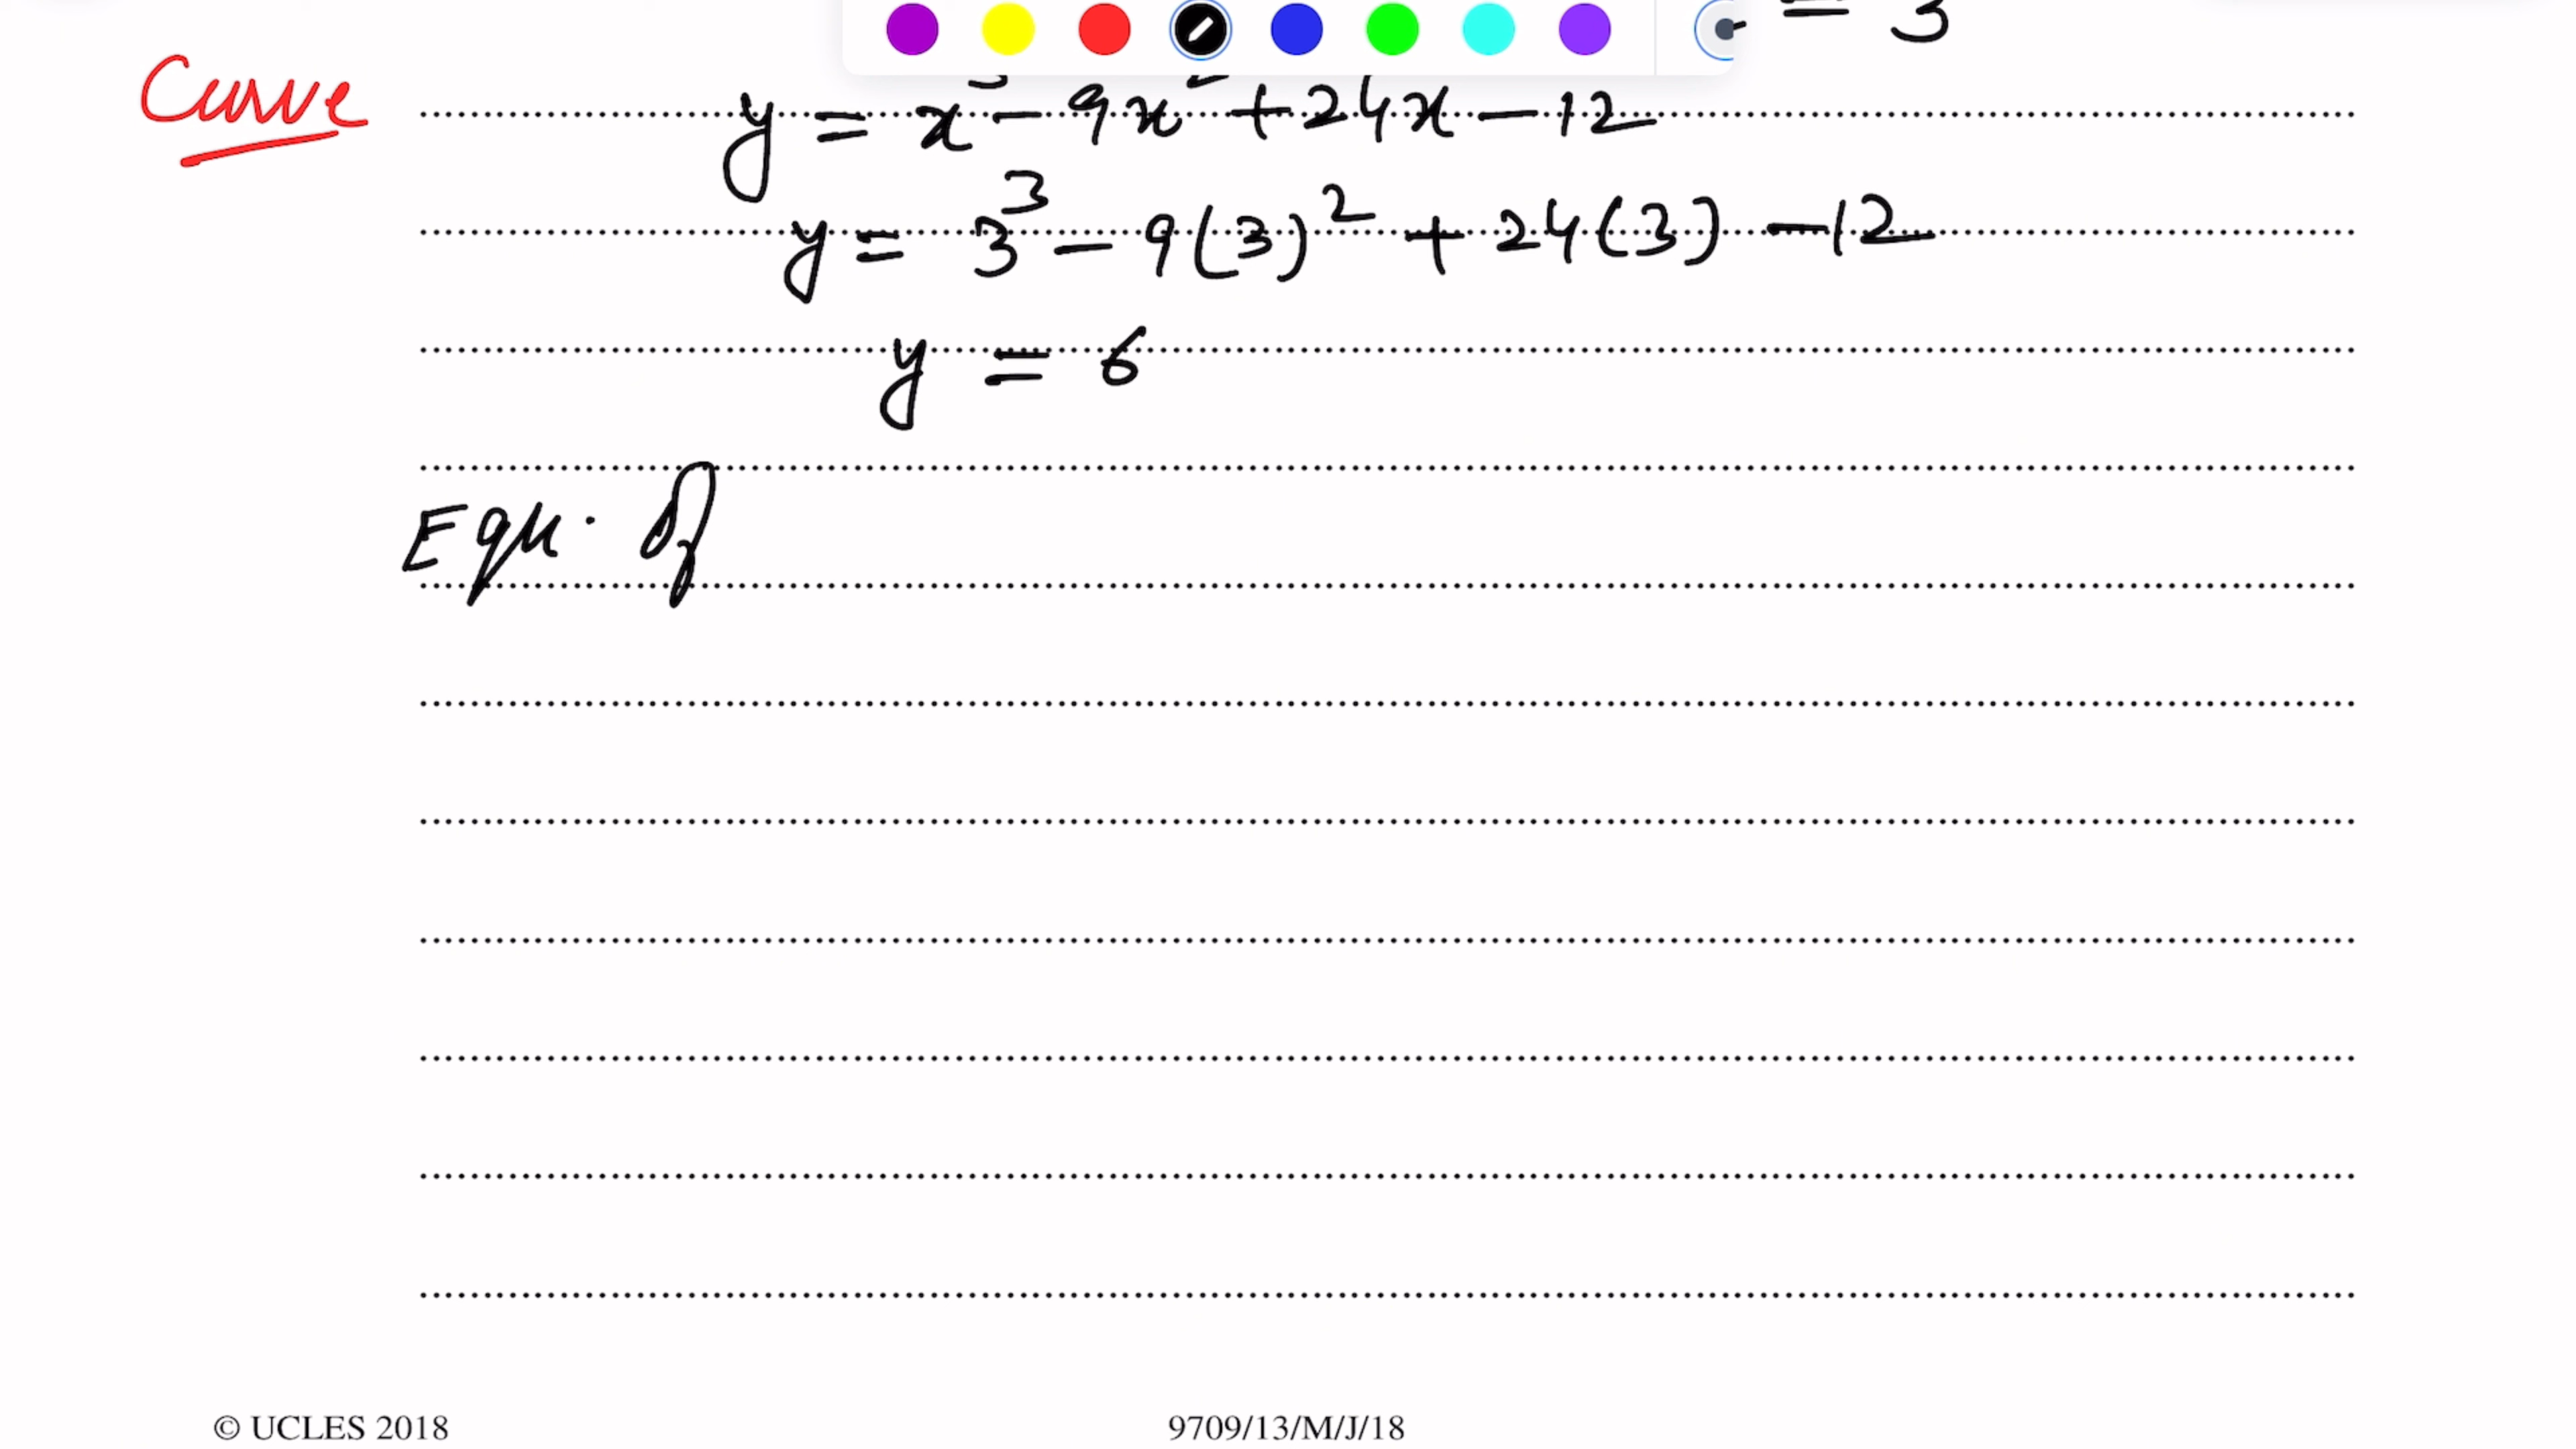 = 3
Curve y = x³ - 9x² + 24x - 12
y = 3³ - 9(3)² + 24(3) - 12
y = 6
Equ. of
© UCLES 2018 9709/13/M/J/18